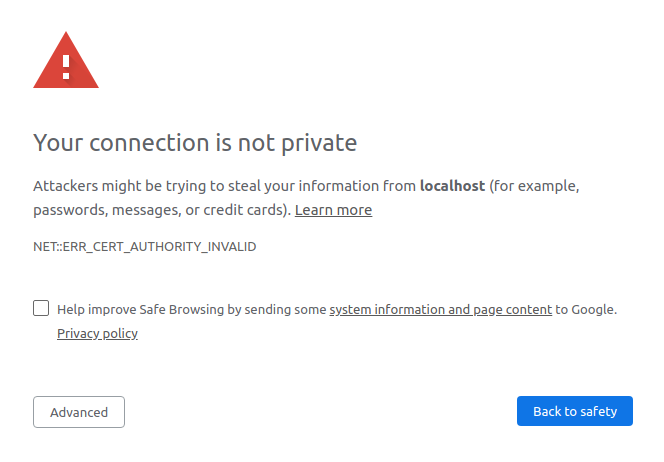 Your connection is not private
Attackers might be trying to steal your information from localhost (for example,
passwords, messages, or credit cards). Learn more
NET::ERR_CERT_AUTHORITY_INVALID
Help improve Safe Browsing by sending some system information and page content to Google.
Privacy policy
Advanced
Back to safety